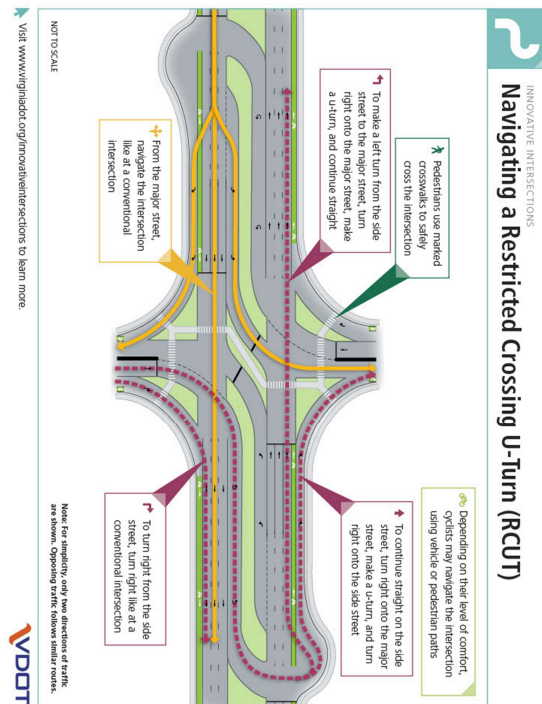 INNOVATIVE INTERSECTIONS
Navigating a Restricted Crossing U-Turn (RCUT)
Pedestrians use marked
crosswalks to safely
cross the intersection
Depending on their level of comfort,
cyclists may navigate the intersection
using vehicle or pedestrian paths
To make a left turn from the side
street to the major street, turn
right onto the major street, make
a u-turn, and continue straight
To continue straight on the side
street, turn right onto the major
street, make a u-turn, and turn
right onto the side street
From the major street,
navigate the intersection
like at a conventional
intersection
To turn right from the side
street, turn right like at a
conventional intersection
NOT TO SCALE
Note: For simplicity, only two directions of traffic
are shown. Opposing traffic follows similar routes.
Visit www.virginiadot.org/innovativeintersections to learn more.
VDOT